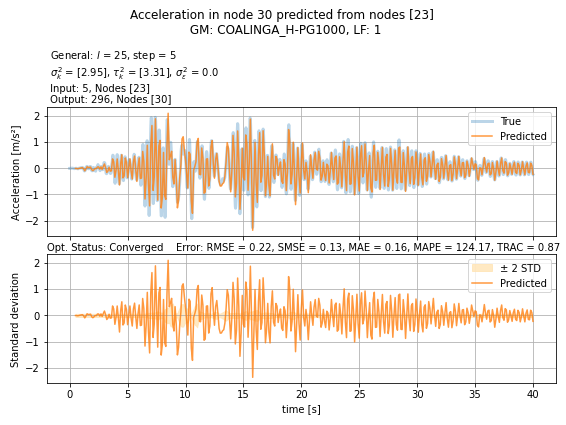 Acceleration in node 30 predicted from nodes [23]
GM: COALINGA_H-PG1000, LF: 1
General: l = 25, step = 5
σ²ₖ = [2.95], τ²ₖ = [3.31], σ²ε = 0.0
Input: 5, Nodes [23]
Output: 296, Nodes [30]
Acceleration [m/s²]
2
1
0
−1
−2
True
Predicted
Opt. Status: Converged Error: RMSE = 0.22, SMSE = 0.13, MAE = 0.16, MAPE = 124.17, TRAC = 0.87
Standard deviation
2
1
0
−1
−2
± 2 STD
Predicted
0 5 10 15 20 25 30 35 40
time [s]